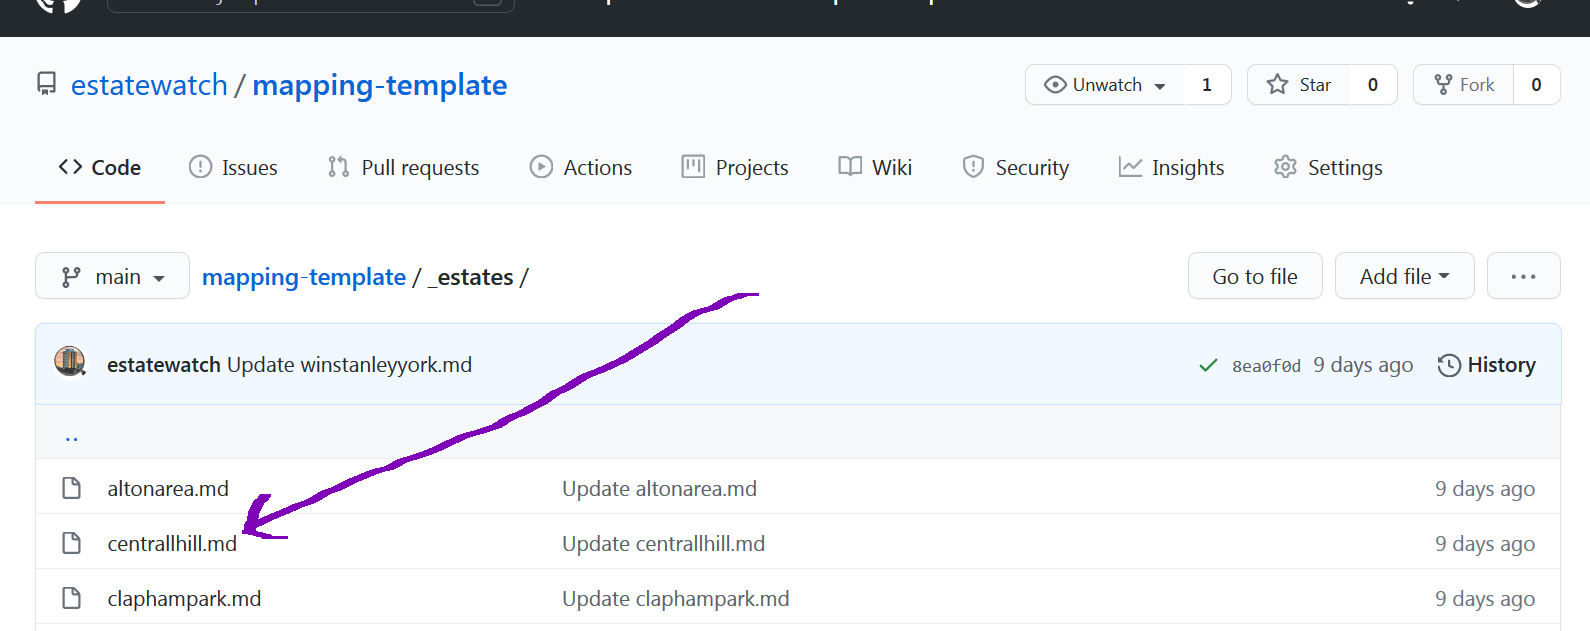 estatewatch / mapping-template
Unwatch 1 Star 0 Fork 0
Code Issues Pull requests Actions Projects Wiki Security Insights Settings
main mapping-template / _estates / Go to file Add file ...
estatewatch Update winstanleyyork.md 8ea0f0d 9 days ago History
..
altonarea.md Update altonarea.md 9 days ago
centrallhill.md Update centrallhill.md 9 days ago
claphampark.md Update claphampark.md 9 days ago